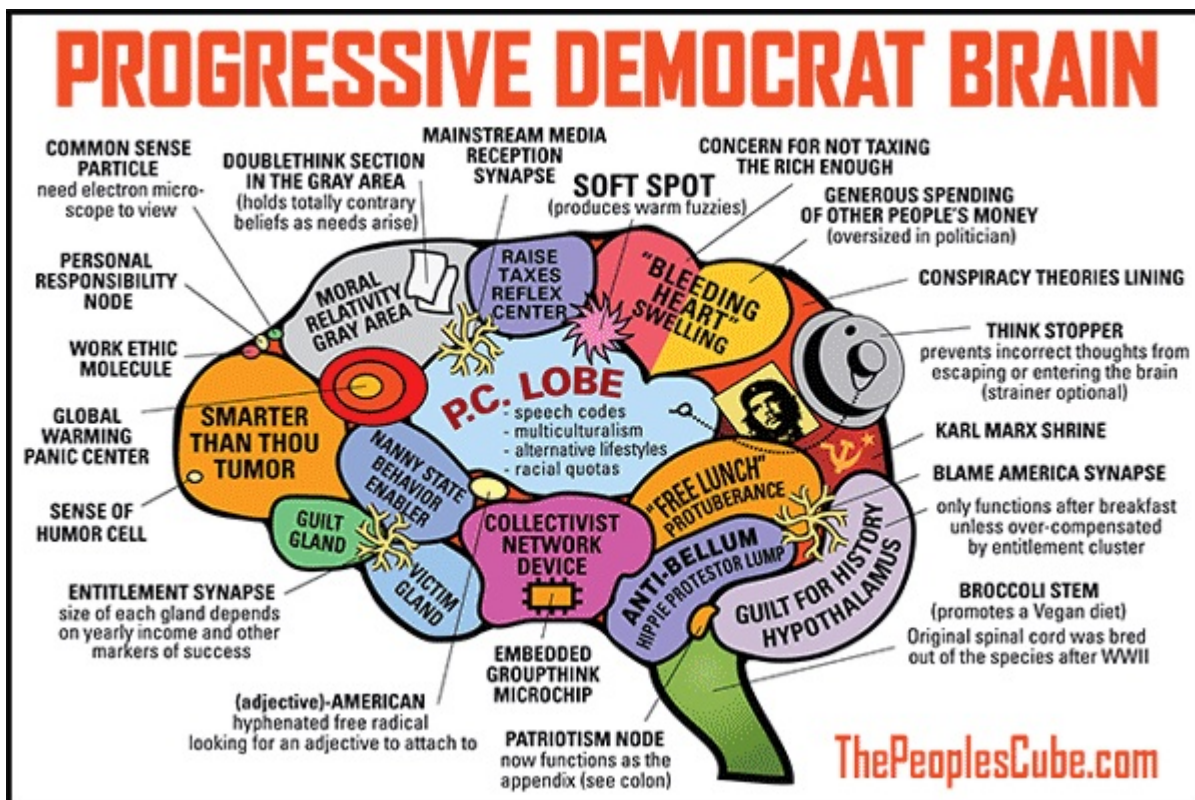 PROGRESSIVE DEMOCRAT BRAIN
COMMON SENSE
PARTICLE
need electron micro-
scope to view
DOUBLETHINK SECTION
IN THE GRAY AREA
(holds totally contrary
beliefs as needs arise)
MAINSTREAM MEDIA
RECEPTION
SYNAPSE
SOFT SPOT
(produces warm fuzzies)
CONCERN FOR NOT TAXING
THE RICH ENOUGH
GENEROUS SPENDING
OF OTHER PEOPLE'S MONEY
(oversized in politician)
CONSPIRACY THEORIES LINING
THINK STOPPER
prevents incorrect thoughts from
escaping or entering the brain
(strainer optional)
KARL MARX SHRINE
BLAME AMERICA SYNAPSE
only functions after breakfast
unless over-compensated
by entitlement cluster
BROCCOLI STEM
(promotes a Vegan diet)
Original spinal cord was bred
out of the species after WWII
PERSONAL
RESPONSIBILITY
NODE
WORK ETHIC
MOLECULE
GLOBAL
WARMING
PANIC CENTER
SENSE OF
HUMOR CELL
ENTITLEMENT SYNAPSE
size of each gland depends
on yearly income and other
markers of success
(adjective)-AMERICAN
hyphenated free radical
looking for an adjective to attach to
EMBEDDED
GROUPTHINK
MICROCHIP
PATRIOTISM NODE
now functions as the
appendix (see colon)
MORAL
RELATIVITY
GRAY AREA
RAISE
TAXES
REFLEX
CENTER
"BLEEDING
HEART"
SWELLING
P.C. LOBE
- speech codes
- multiculturalism
- alternative lifestyles
- racial quotas
SMARTER
THAN THOU
TUMOR
NANNY STATE
BEHAVIOR
ENABLER
GUILT
GLAND
VICTIM
GLAND
COLLECTIVIST
NETWORK
DEVICE
"FREE LUNCH"
PROTUBERANCE
ANTI-BELLUM
HIPPIE PROTESTOR LUMP
GUILT FOR HISTORY
HYPOTHALAMUS
ThePeoplesCube.com